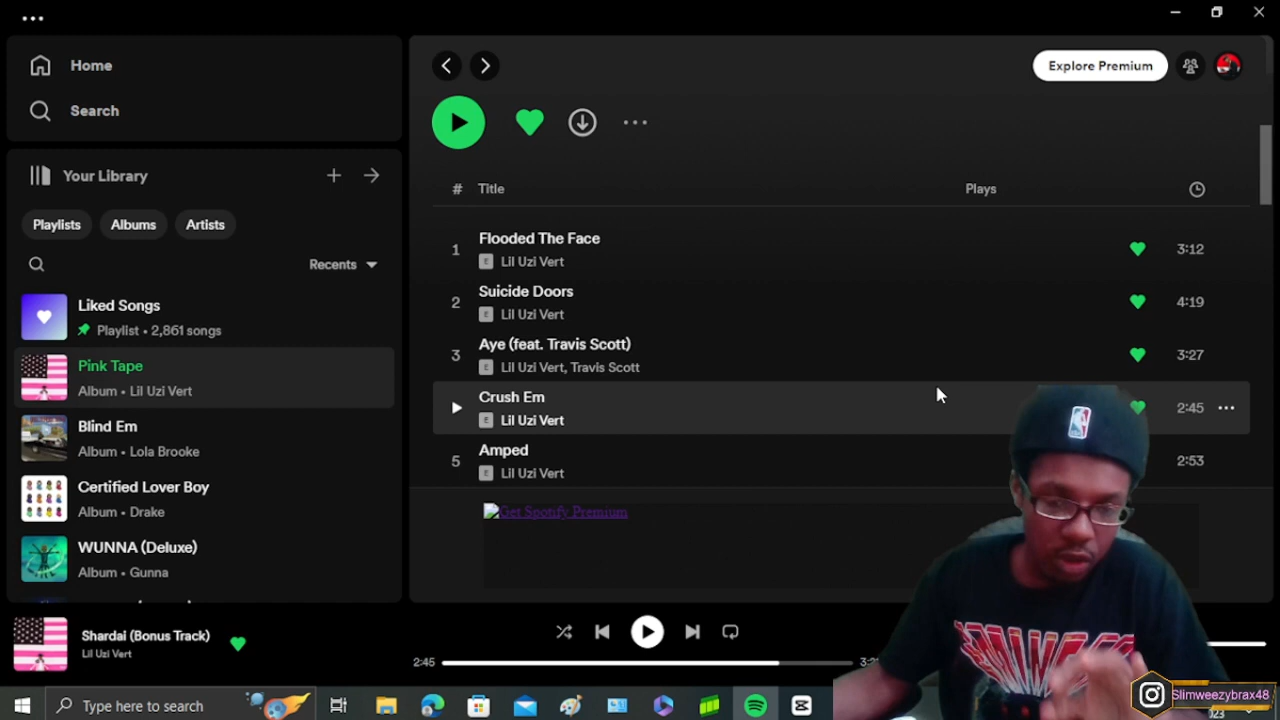 Home
Search
Your Library
Playlists
Albums
Artists
Recents
Liked Songs
Playlist • 2,861 songs
Pink Tape
Album • Lil Uzi Vert
Blind Em
Album • Lola Brooke
Certified Lover Boy
Album • Drake
WUNNA (Deluxe)
Album • Gunna
Explore Premium
# Title Plays
1 Flooded The Face 3:12
E Lil Uzi Vert
2 Suicide Doors 4:19
E Lil Uzi Vert
3 Aye (feat. Travis Scott) 3:27
E Lil Uzi Vert, Travis Scott
Crush Em 2:45
E Lil Uzi Vert
5 Amped 2:53
E Lil Uzi Vert
Get Spotify Premium
Shardai (Bonus Track)
Lil Uzi Vert
2:45
Type here to search
Slimweezybrax48